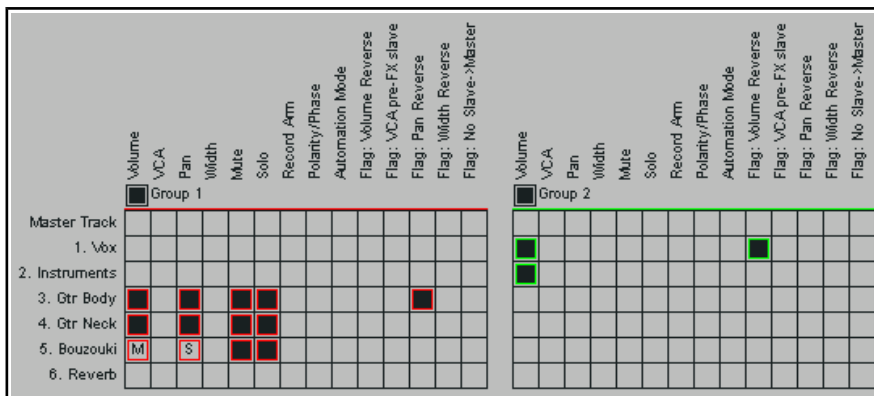 Volume
VCA
Pan
Width
Mute
Solo
Record Arm
Polarity/Phase
Automation Mode
Flag: Volume Reverse
Flag: VCA pre-FX slave
Flag: Pan Reverse
Flag: Width Reverse
Flag: No Slave->Master
Volume
VCA
Pan
Width
Mute
Solo
Record Arm
Polarity/Phase
Automation Mode
Flag: Volume Reverse
Flag: VCA pre-FX slave
Flag: Pan Reverse
Flag: Width Reverse
Flag: No Slave->Master
Group 1
Group 2
Master Track
1. Vox
2. Instruments
3. Gtr Body
4. Gtr Neck
5. Bouzouki M S
6. Reverb